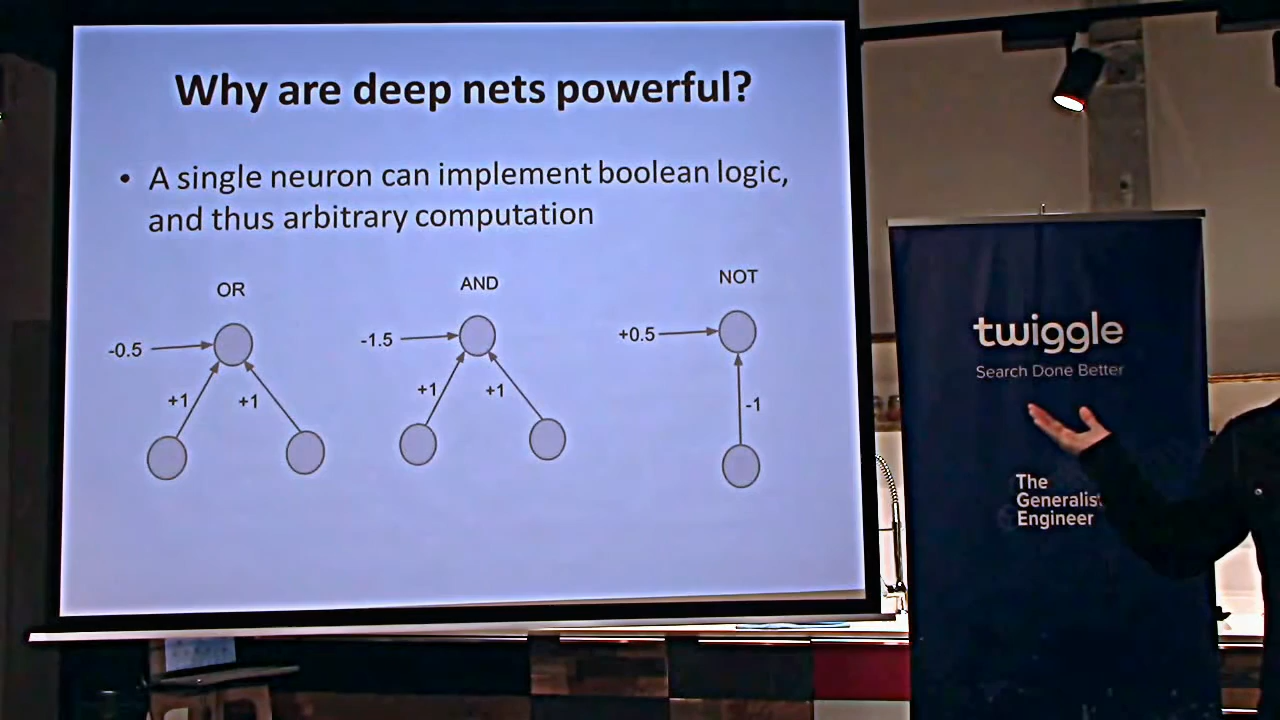 Why are deep nets powerful?
• A single neuron can implement boolean logic,
and thus arbitrary computation
OR
AND
NOT
-0.5
-1.5
+0.5
+1
+1
+1
+1
-1
twiggle
Search Done Better
The
Generalist
Engineer